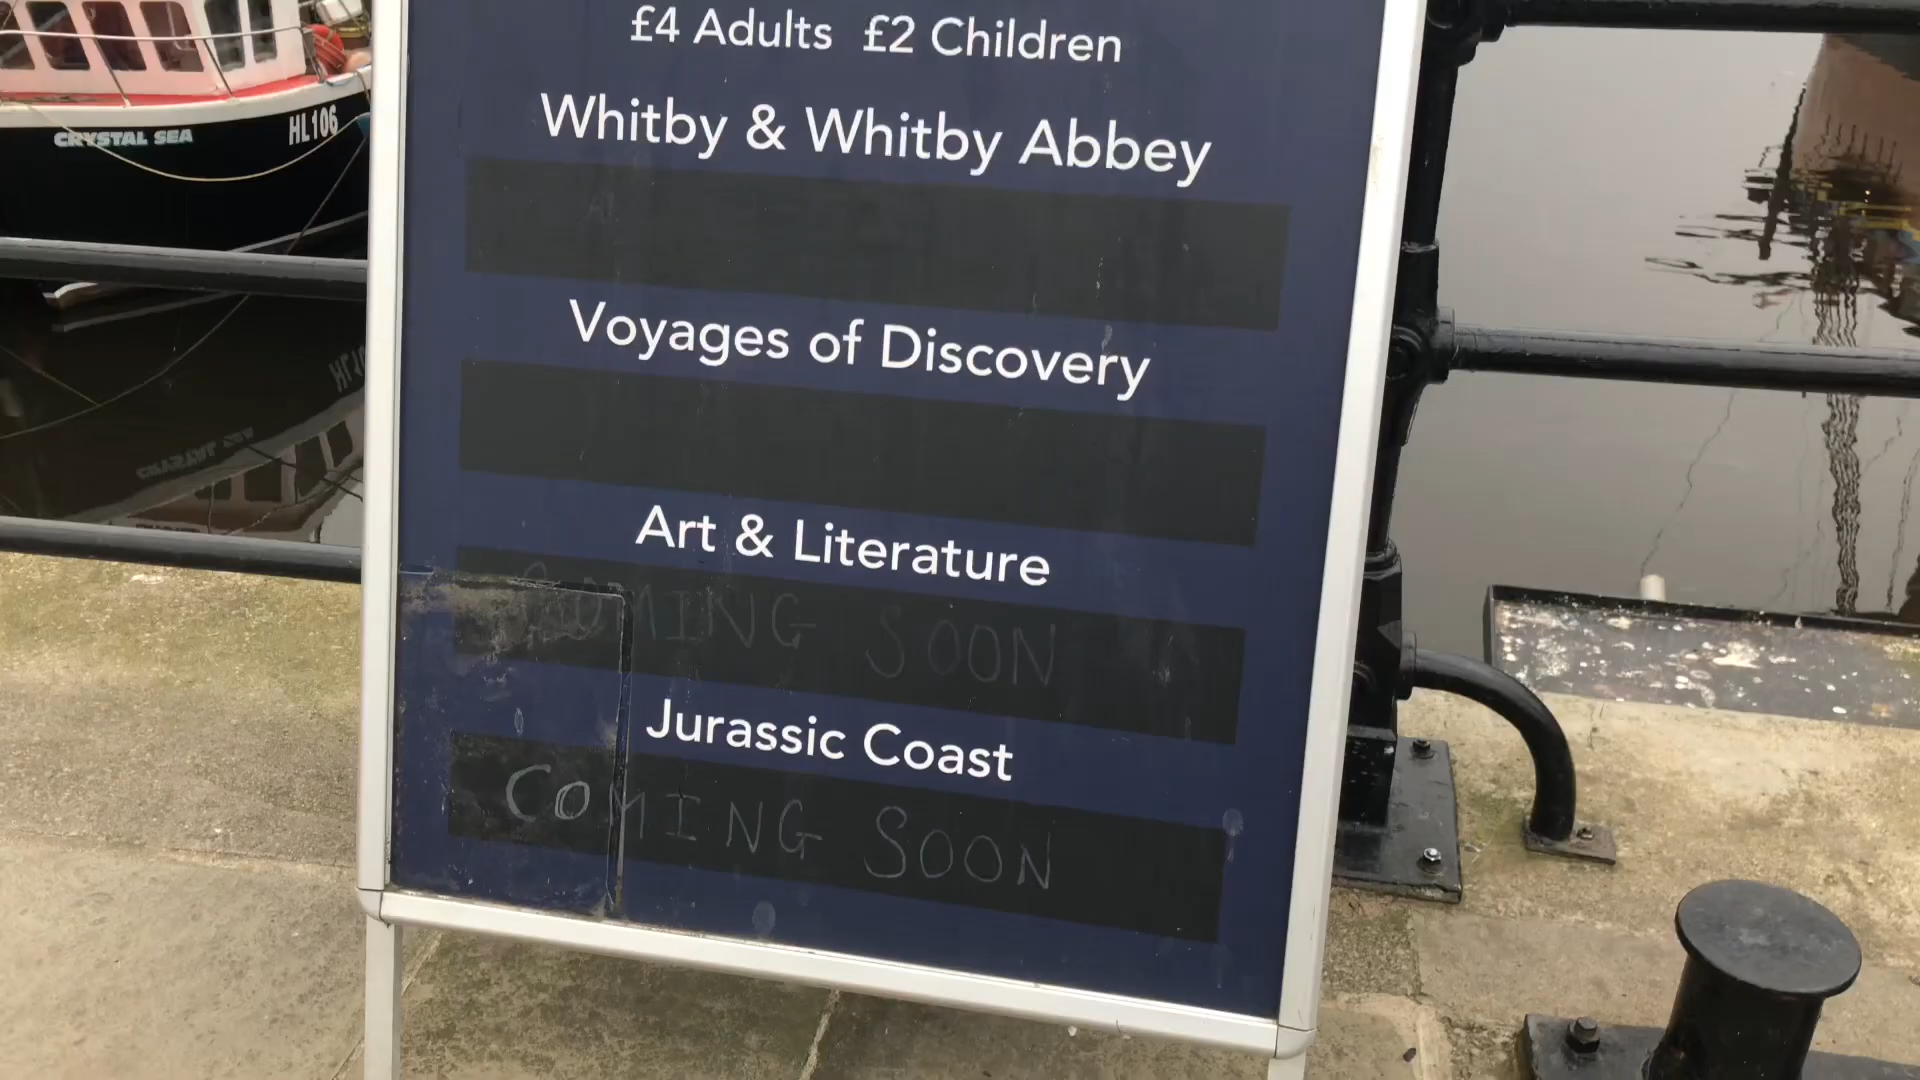 £4 Adults £2 Children
Whitby & Whitby Abbey
CRYSTAL SEA
HL106
Voyages of Discovery
Art & Literature
COMING SOON
Jurassic Coast
COMING SOON